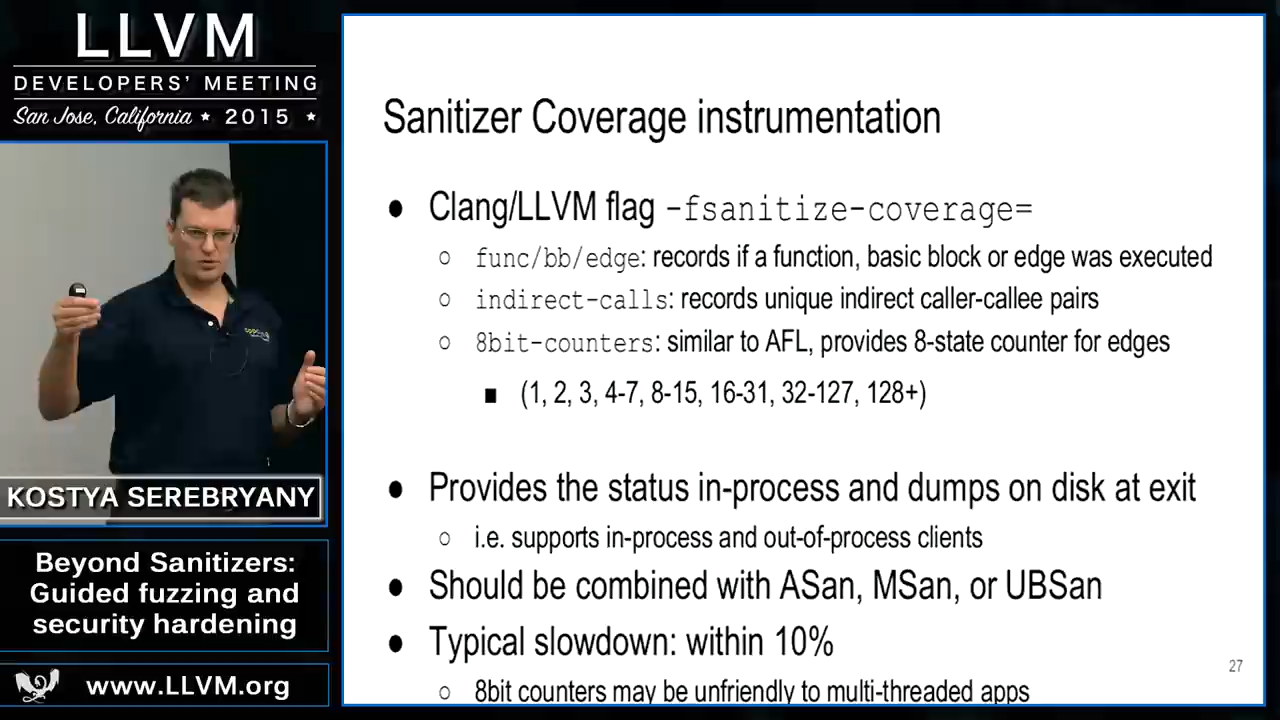 LLVM
DEVELOPERS' MEETING
San Jose, California ★ 2015 ★
KOSTYA SEREBRYANY
Beyond Sanitizers:
Guided fuzzing and
security hardening
www.LLVM.org
Sanitizer Coverage instrumentation
● Clang/LLVM flag -fsanitize-coverage=
○ func/bb/edge: records if a function, basic block or edge was executed
○ indirect-calls: records unique indirect caller-callee pairs
○ 8bit-counters: similar to AFL, provides 8-state counter for edges
■ (1, 2, 3, 4-7, 8-15, 16-31, 32-127, 128+)
● Provides the status in-process and dumps on disk at exit
○ i.e. supports in-process and out-of-process clients
● Should be combined with ASan, MSan, or UBSan
● Typical slowdown: within 10%
○ 8bit counters may be unfriendly to multi-threaded apps
27